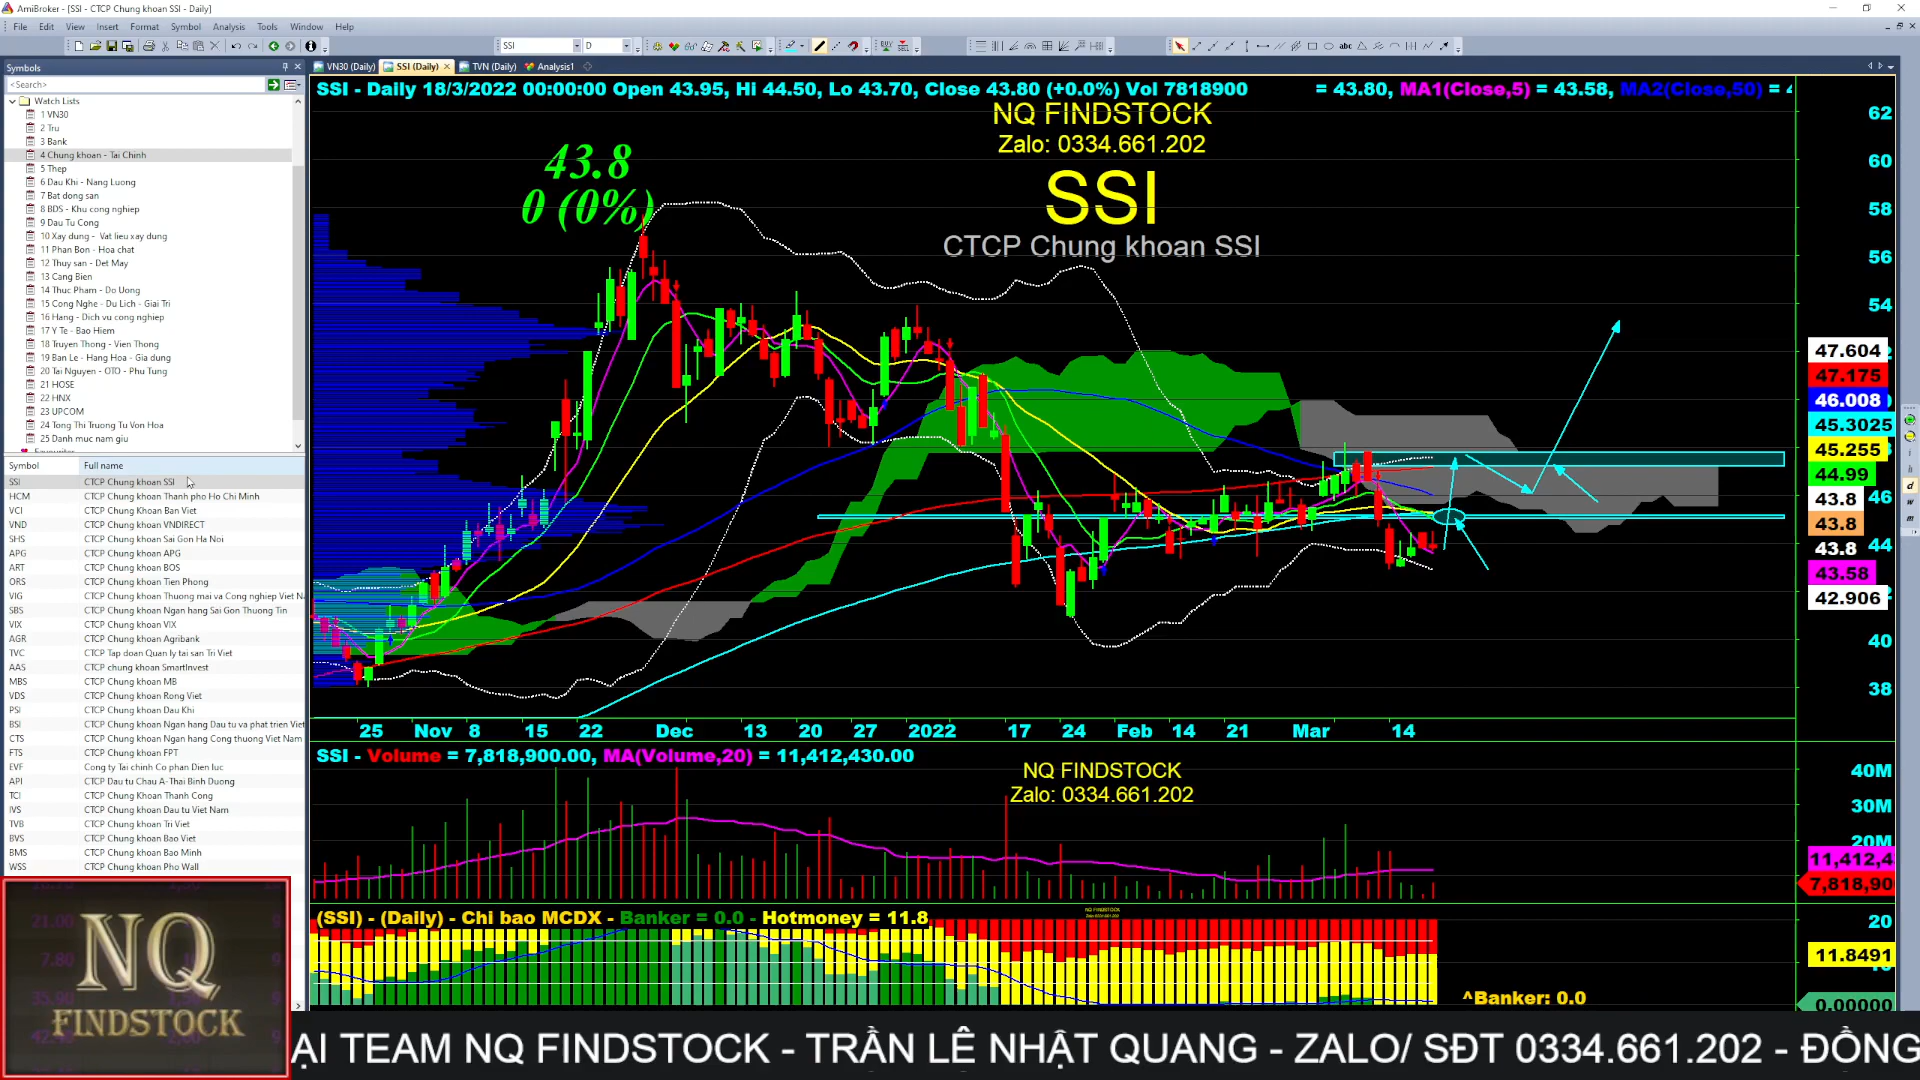 AmiBroker - [SSI - CTCP Chung khoan SSI - Daily]
File Edit View Insert Format Symbol Analysis Tools Window Help
SSI D
Symbols
VN30 (Daily) SSI (Daily) TVN (Daily) Analysis1
<Search>
Watch Lists
1 VN30
2 Tru
3 Bank
4 Chung khoan - Tai Chinh
5 Thep
6 Dau Khi - Nang Luong
7 Bat dong san
8 BDS - Khu cong nghiep
9 Dau Tu Cong
10 Xay dung - Vat lieu xay dung
11 Phan Bon - Hoa chat
12 Thuy san - Det May
13 Cang Bien
14 Thuc Pham - Do Uong
15 Cong Nghe - Du Lich - Giai Tri
16 Hang - Dich vu cong nghiep
17 Y Te - Bao Hiem
18 Truyen Thong - Vien Thong
19 Ban Le - Hang Hoa - Gia dung
20 Tai Nguyen - OTO - Phu Tung
21 HOSE
22 HNX
23 UPCOM
24 Tong Thi Truong Tu Von Hoa
25 Danh muc nam giu
Symbol Full name
SSI CTCP Chung khoan SSI
HCM CTCP Chung khoan Thanh pho Ho Chi Minh
VCI CTCP Chung Khoan Ban Viet
VND CTCP Chung khoan VNDIRECT
SHS CTCP Chung khoan Sai Gon Ha Noi
APG CTCP Chung khoan APG
ART CTCP Chung khoan BOS
ORS CTCP Chung khoan Tien Phong
VIG CTCP Chung khoan Thuong mai va Cong nghiep Viet Na
SBS CTCP Chung khoan Ngan hang Sai Gon Thuong Tin
VIX CTCP Chung khoan VIX
AGR CTCP Chung khoan Agribank
TVC CTCP Tap doan Quan ly tai san Tri Viet
AAS CTCP chung khoan SmartInvest
MBS CTCP Chung khoan MB
VDS CTCP Chung khoan Rong Viet
PSI CTCP Chung khoan Dau Khi
BSI CTCP Chung khoan Ngan hang Dau tu va phat trien Viet
CTS CTCP Chung khoan Ngan hang Cong thuong Viet Nam
FTS CTCP Chung khoan FPT
EVF Cong ty Tai chinh Co phan Dien luc
API CTCP Dau tu Chau A-Thai Binh Duong
TCI CTCP Chung Khoan Thanh Cong
IVS CTCP Chung khoan Dau tu Viet Nam
TVB CTCP Chung khoan Tri Viet
BVS CTCP Chung khoan Bao Viet
BMS CTCP Chung khoan Bao Minh
WSS CTCP Chung khoan Pho Wall
SSI - Daily 18/3/2022 00:00:00 Open 43.95, Hi 44.50, Lo 43.70, Close 43.80 (+0.0%) Vol 7818900 = 43.80, MA1(Close,5) = 43.58, MA2(Close,50) = 4
NQ FINDSTOCK
Zalo: 0334.661.202
SSI
CTCP Chung khoan SSI
43.8
0 (0%)
62
60
58
56
54
47.604
47.175
46.008
45.3025
45.255
44.99
46
43.8
43.8
44
43.8
43.58
42.906
40
38
25 Nov 8 15 22 Dec 13 20 27 2022 17 24 Feb 14 21 Mar 14
SSI - Volume = 7,818,900.00, MA(Volume,20) = 11,412,430.00
NQ FINDSTOCK
Zalo: 0334.661.202
40M
30M
20M
11,412,4
7,818,90
(SSI) - (Daily) - Chi bao MCDX - Banker = 0.0 - Hotmoney = 11.8
20
11.8491
^Banker: 0.0
0.00000
NQ
FINDSTOCK
ẠI TEAM NQ FINDSTOCK - TRẦN LÊ NHẬT QUANG - ZALO/ SĐT 0334.661.202 - ĐỒNG